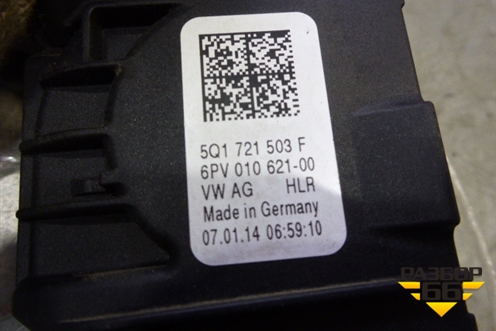 5Q1 721 503 F
6PV 010 621-00
VW AG HLR
Made in Germany
07.01.14 06:59:10
РАЗБОР
66